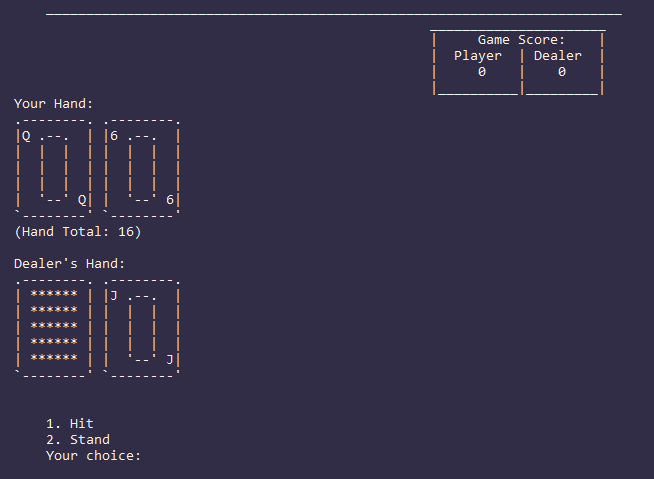 Game Score:
Player | Dealer
0 | 0
Your Hand:
Q 6
Q 6
(Hand Total: 16)
Dealer's Hand:
****** J
******
******
******
****** J
1. Hit
2. Stand
Your choice: